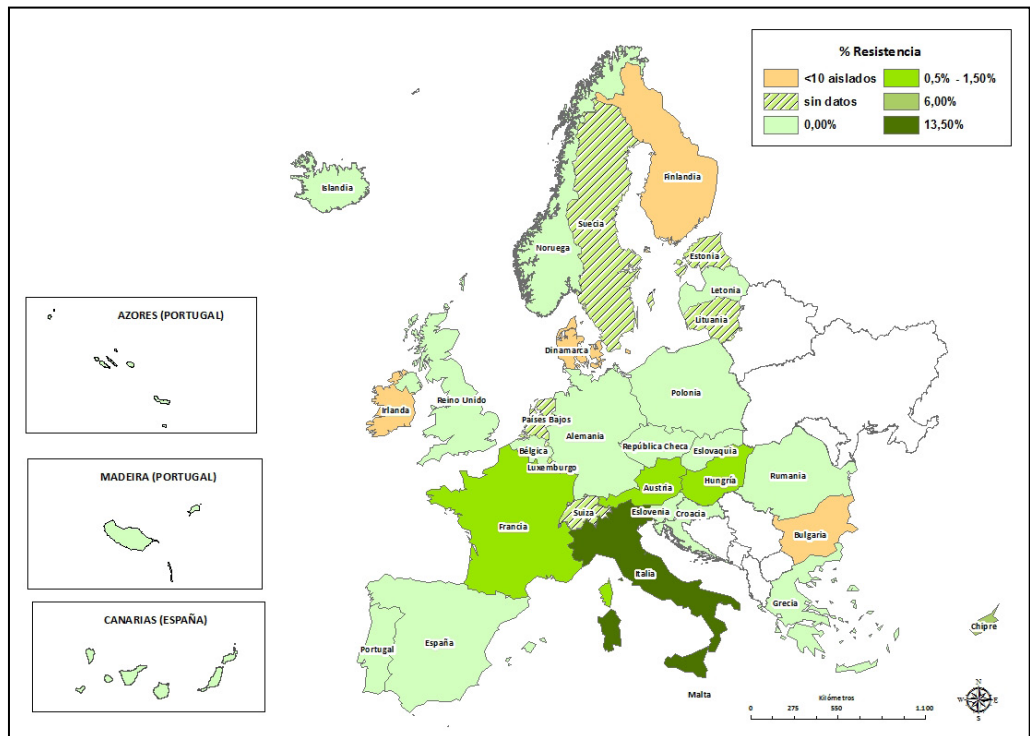 % Resistencia
<10 aislados
0,5% - 1,50%
sin datos
6,00%
0,00%
13,50%
Islandia
Finlandia
Suecia
Noruega
Estonia
Letonia
Lituania
AZORES (PORTUGAL)
Dinamarca
Irlanda
Reino Unido
Países Bajos
Polonia
Alemania
Bélgica
República Checa
Eslovaquia
Luxemburgo
MADEIRA (PORTUGAL)
Austria
Hungría
Rumania
Suiza
Eslovenia
Croacia
Francia
Bulgaria
Italia
CANARIAS (ESPAÑA)
Grecia
Chipre
Portugal
España
Malta
Kilómetros
0 275 550 1.100
N
W E
S